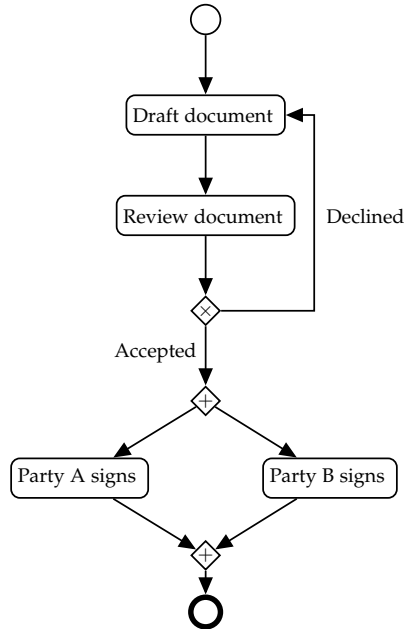 Draft document
Review document
Declined
Accepted
Party A signs
Party B signs